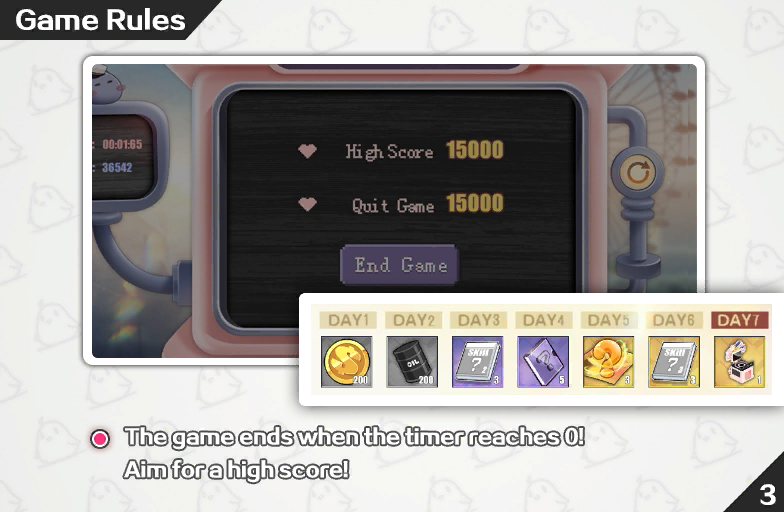 Game Rules
: 00:01:65
: 36542
High Score 15000
Quit Game 15000
End Game
DAY1 DAY2 DAY3 DAY4 DAY5 DAY6 DAY7
OIL
Skill
?
?
Skill
?
200 200 3 5 3 3 1
The game ends when the timer reaches 0!
Aim for a high score!
3